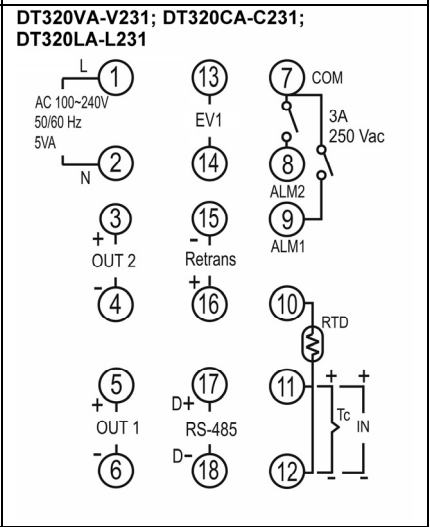 DT320VA-V231; DT320CA-C231;
DT320LA-L231
L 1 13 7 COM
AC 100~240V
50/60 Hz
5VA
EV1
3A
250 Vac
N 2 14 8
ALM2
3 15 9
+ - ALM1
OUT 2 Retrans
- +
4 16 10
RTD
5 17 11 + +
+ D+
OUT 1 RS-485 Tc IN
- D-
6 18 12 - -